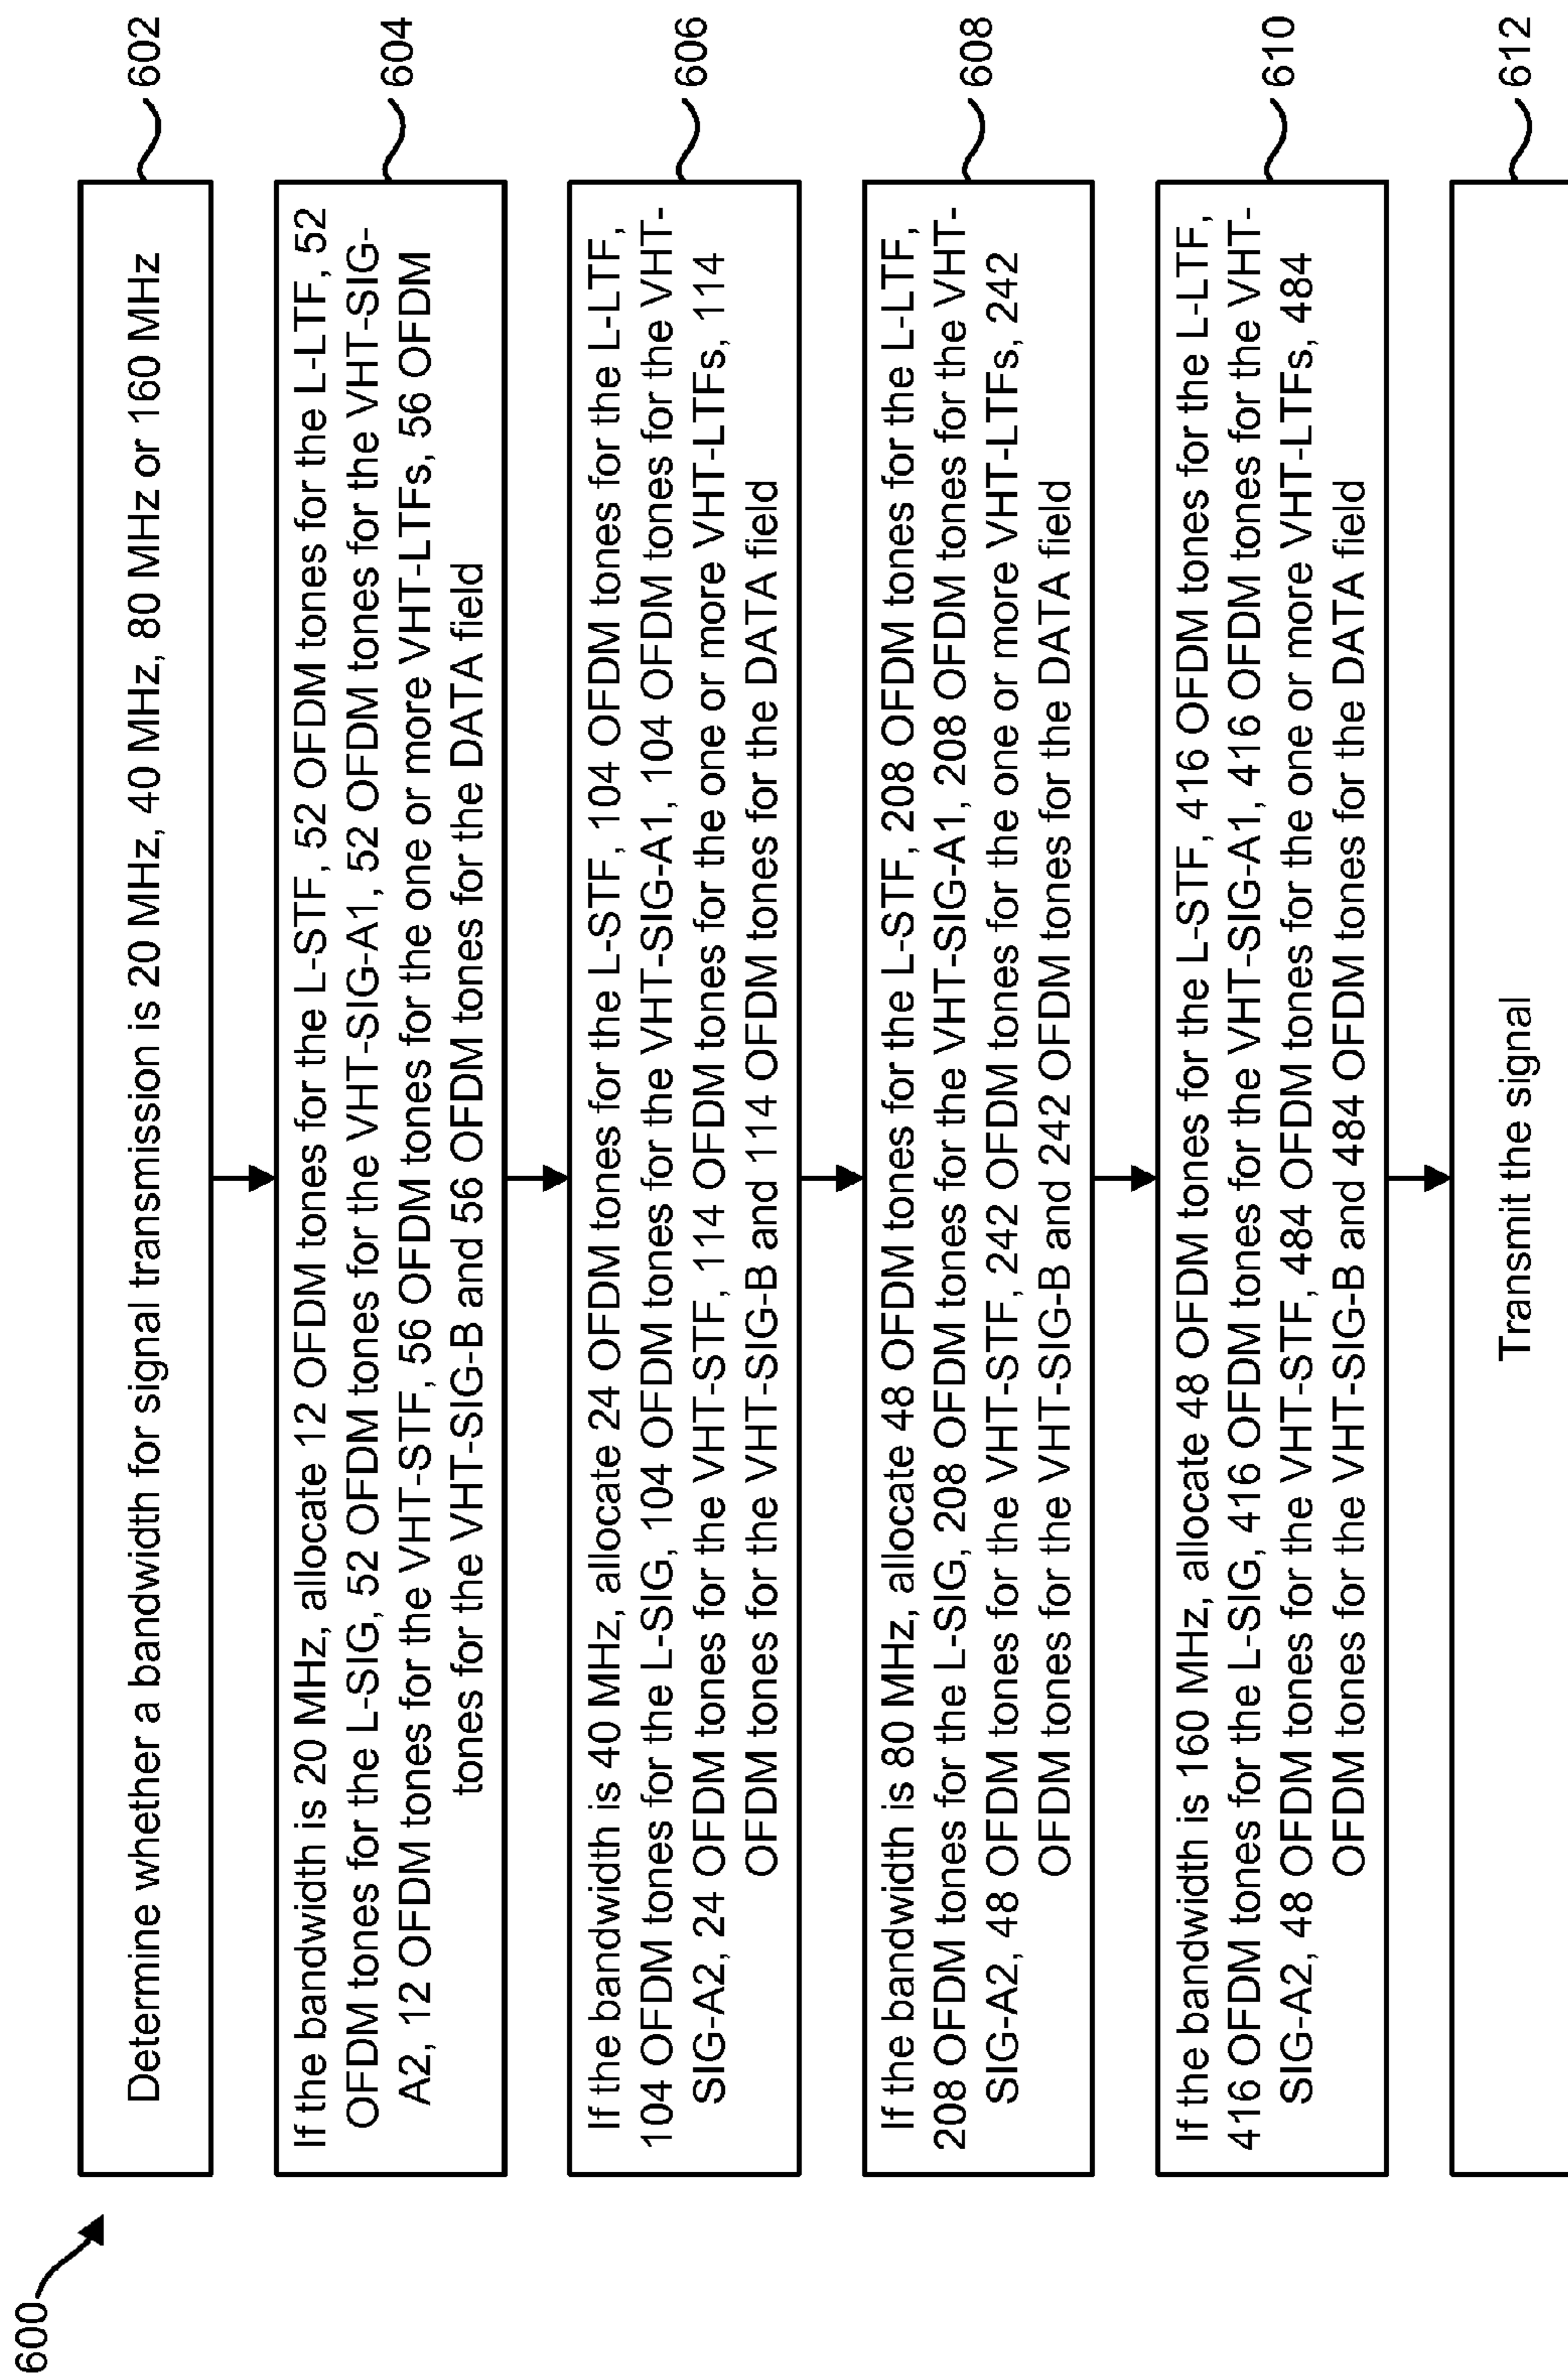 600
Determine whether a bandwidth for signal transmission is 20 MHz, 40 MHz, 80 MHz or 160 MHz
602
If the bandwidth is 20 MHz, allocate 12 OFDM tones for the L-STF, 52 OFDM tones for the L-LTF, 52
OFDM tones for the L-SIG, 52 OFDM tones for the VHT-SIG-A1, 52 OFDM tones for the VHT-SIG-
A2, 12 OFDM tones for the VHT-STF, 56 OFDM tones for the one or more VHT-LTFs, 56 OFDM
tones for the VHT-SIG-B and 56 OFDM tones for the DATA field
604
If the bandwidth is 40 MHz, allocate 24 OFDM tones for the L-STF, 104 OFDM tones for the L-LTF,
104 OFDM tones for the L-SIG, 104 OFDM tones for the VHT-SIG-A1, 104 OFDM tones for the VHT-
SIG-A2, 24 OFDM tones for the VHT-STF, 114 OFDM tones for the one or more VHT-LTFs, 114
OFDM tones for the VHT-SIG-B and 114 OFDM tones for the DATA field
606
If the bandwidth is 80 MHz, allocate 48 OFDM tones for the L-STF, 208 OFDM tones for the L-LTF,
208 OFDM tones for the L-SIG, 208 OFDM tones for the VHT-SIG-A1, 208 OFDM tones for the VHT-
SIG-A2, 48 OFDM tones for the VHT-STF, 242 OFDM tones for the one or more VHT-LTFs, 242
OFDM tones for the VHT-SIG-B and 242 OFDM tones for the DATA field
608
If the bandwidth is 160 MHz, allocate 48 OFDM tones for the L-STF, 416 OFDM tones for the L-LTF,
416 OFDM tones for the L-SIG, 416 OFDM tones for the VHT-SIG-A1, 416 OFDM tones for the VHT-
SIG-A2, 48 OFDM tones for the VHT-STF, 484 OFDM tones for the one or more VHT-LTFs, 484
OFDM tones for the VHT-SIG-B and 484 OFDM tones for the DATA field
610
Transmit the signal
612